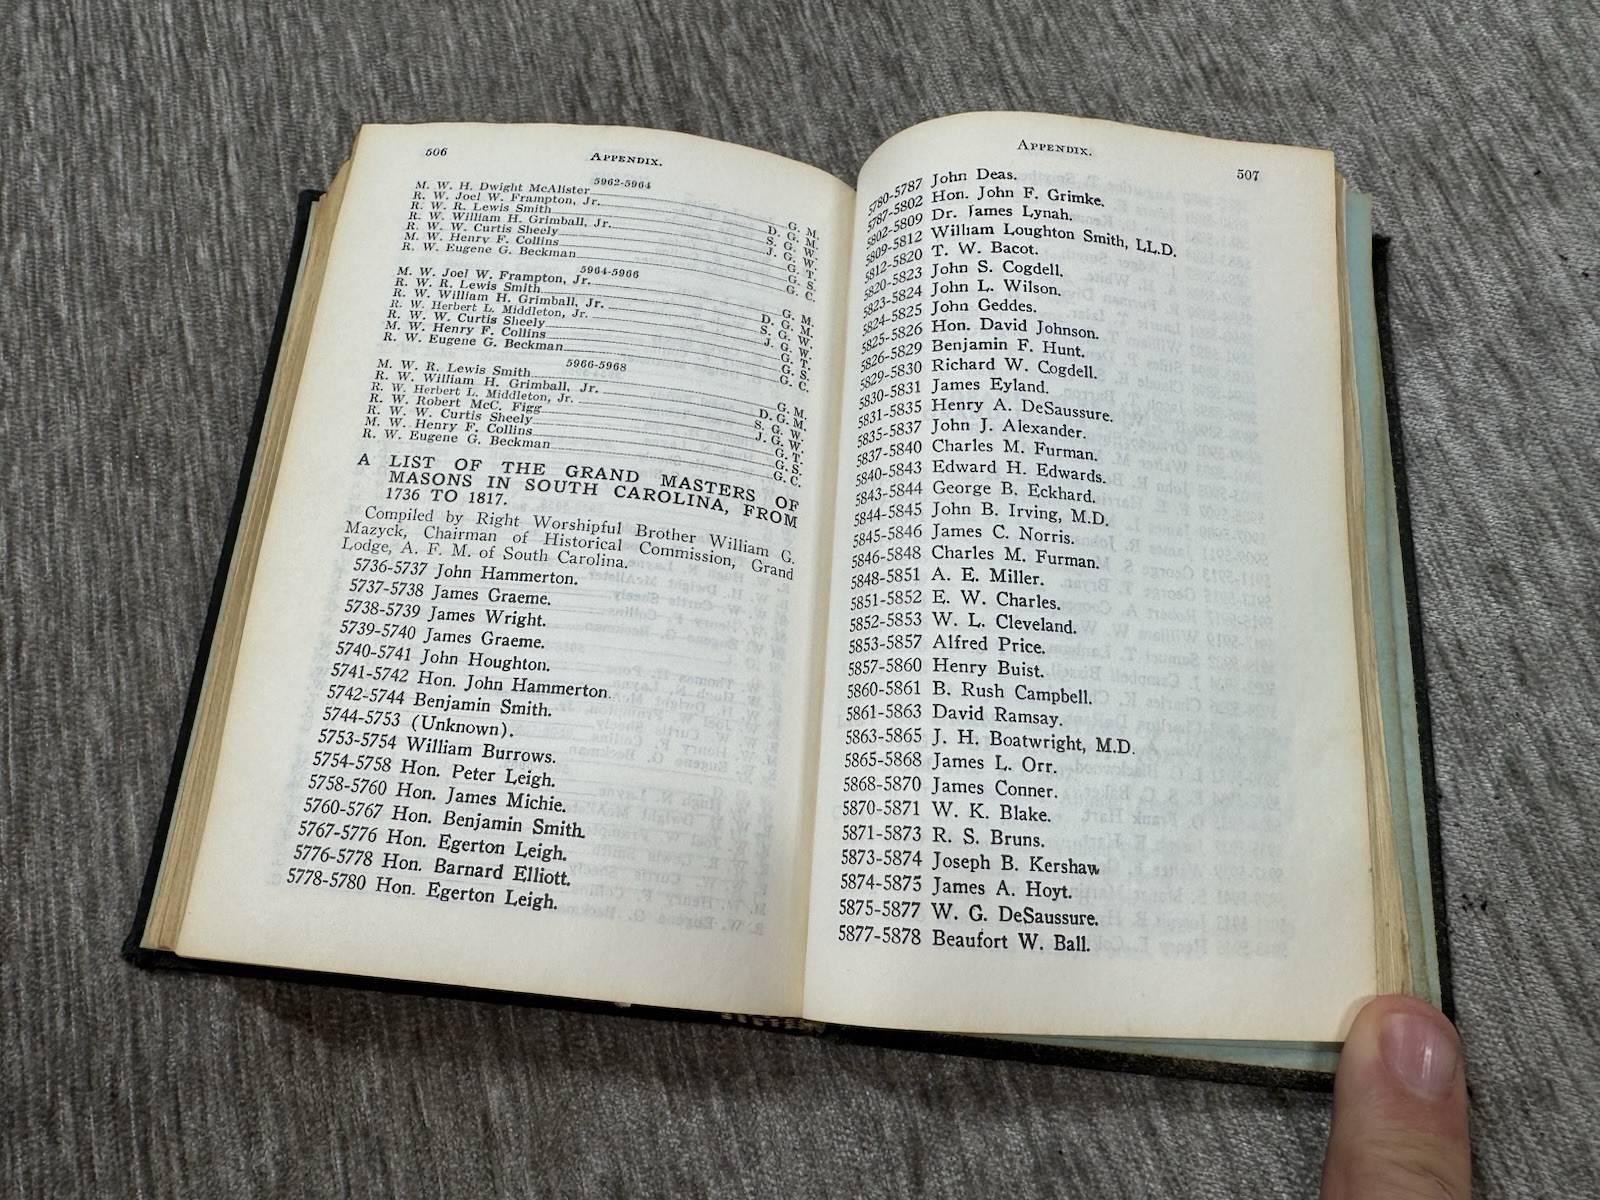 506 APPENDIX.
5962-5964
M. W. H. Dwight McAlister G. M.
R. W. Joel W. Frampton, Jr. D. G. M.
R. W. R. Lewis Smith S. G. W.
R. W. William H. Grimball, Jr. J. G. W.
R. W. W. Curtis Sheely G. T.
M. W. Henry F. Collins G. S.
R. W. Eugene G. Beckman G. C.
5964-5966
M. W. Joel W. Frampton, Jr. G. M.
R. W. R. Lewis Smith D. G. M.
R. W. William H. Grimball, Jr. S. G. W.
R. W. Herbert L. Middleton, Jr. J. G. W.
R. W. W. Curtis Sheely G. T.
M. W. Henry F. Collins G. S.
R. W. Eugene G. Beckman G. C.
5966-5968
M. W. R. Lewis Smith G. M.
R. W. William H. Grimball, Jr. D. G. M.
R. W. Herbert L. Middleton, Jr. S. G. W.
R. W. Robert McC. Figg J. G. W.
R. W. W. Curtis Sheely G. T.
M. W. Henry F. Collins G. S.
R. W. Eugene G. Beckman G. C.
A LIST OF THE GRAND MASTERS OF
MASONS IN SOUTH CAROLINA, FROM
1736 TO 1817.
Compiled by Right Worshipful Brother William G.
Mazyck, Chairman of Historical Commission, Grand
Lodge, A. F. M. of South Carolina.
5736-5737 John Hammerton.
5737-5738 James Graeme.
5738-5739 James Wright.
5739-5740 James Graeme.
5740-5741 John Houghton.
5741-5742 Hon. John Hammerton.
5742-5744 Benjamin Smith.
5744-5753 (Unknown).
5753-5754 William Burrows.
5754-5758 Hon. Peter Leigh.
5758-5760 Hon. James Michie.
5760-5767 Hon. Benjamin Smith.
5767-5776 Hon. Egerton Leigh.
5776-5778 Hon. Barnard Elliott.
5778-5780 Hon. Egerton Leigh.
APPENDIX. 507
5780-5787 John Deas.
5787-5802 Hon. John F. Grimke.
5802-5809 Dr. James Lynah.
5809-5812 William Loughton Smith, LL.D.
5812-5820 T. W. Bacot.
5820-5823 John S. Cogdell.
5823-5824 John L. Wilson.
5824-5825 John Geddes.
5825-5826 Hon. David Johnson.
5826-5829 Benjamin F. Hunt.
5829-5830 Richard W. Cogdell.
5830-5831 James Eyland.
5831-5835 Henry A. DeSaussure.
5835-5837 John J. Alexander.
5837-5840 Charles M. Furman.
5840-5843 Edward H. Edwards.
5843-5844 George B. Eckhard.
5844-5845 John B. Irving, M.D.
5845-5846 James C. Norris.
5846-5848 Charles M. Furman.
5848-5851 A. E. Miller.
5851-5852 E. W. Charles.
5852-5853 W. L. Cleveland.
5853-5857 Alfred Price.
5857-5860 Henry Buist.
5860-5861 B. Rush Campbell.
5861-5863 David Ramsay.
5863-5865 J. H. Boatwright, M.D.
5865-5868 James L. Orr.
5868-5870 James Conner.
5870-5871 W. K. Blake.
5871-5873 R. S. Bruns.
5873-5874 Joseph B. Kershaw
5874-5875 James A. Hoyt.
5875-5877 W. G. DeSaussure.
5877-5878 Beaufort W. Ball.